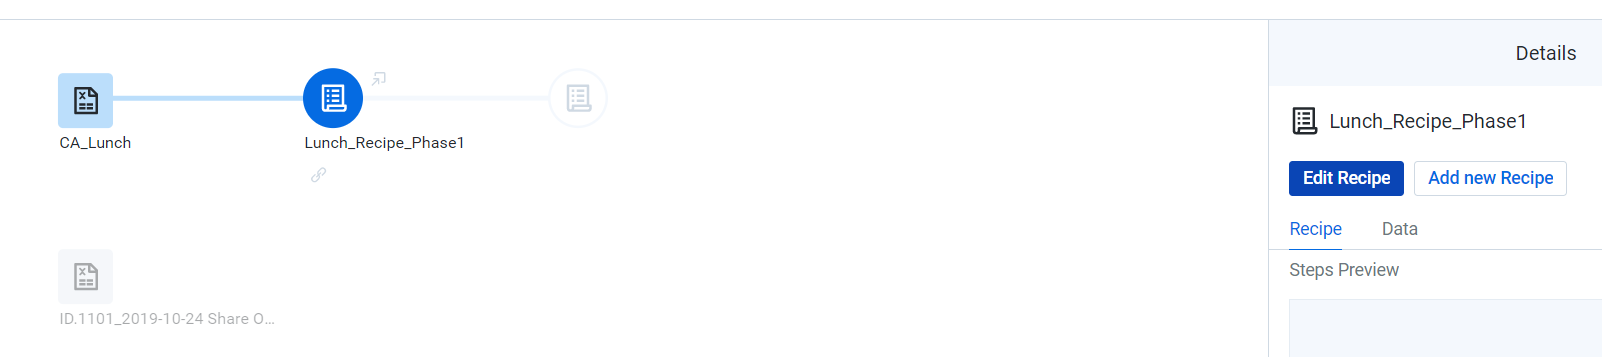 Details
CA_Lunch
Lunch_Recipe_Phase1
ID.1101_2019-10-24 Share O...
Lunch_Recipe_Phase1
Edit Recipe
Add new Recipe
Recipe
Data
Steps Preview